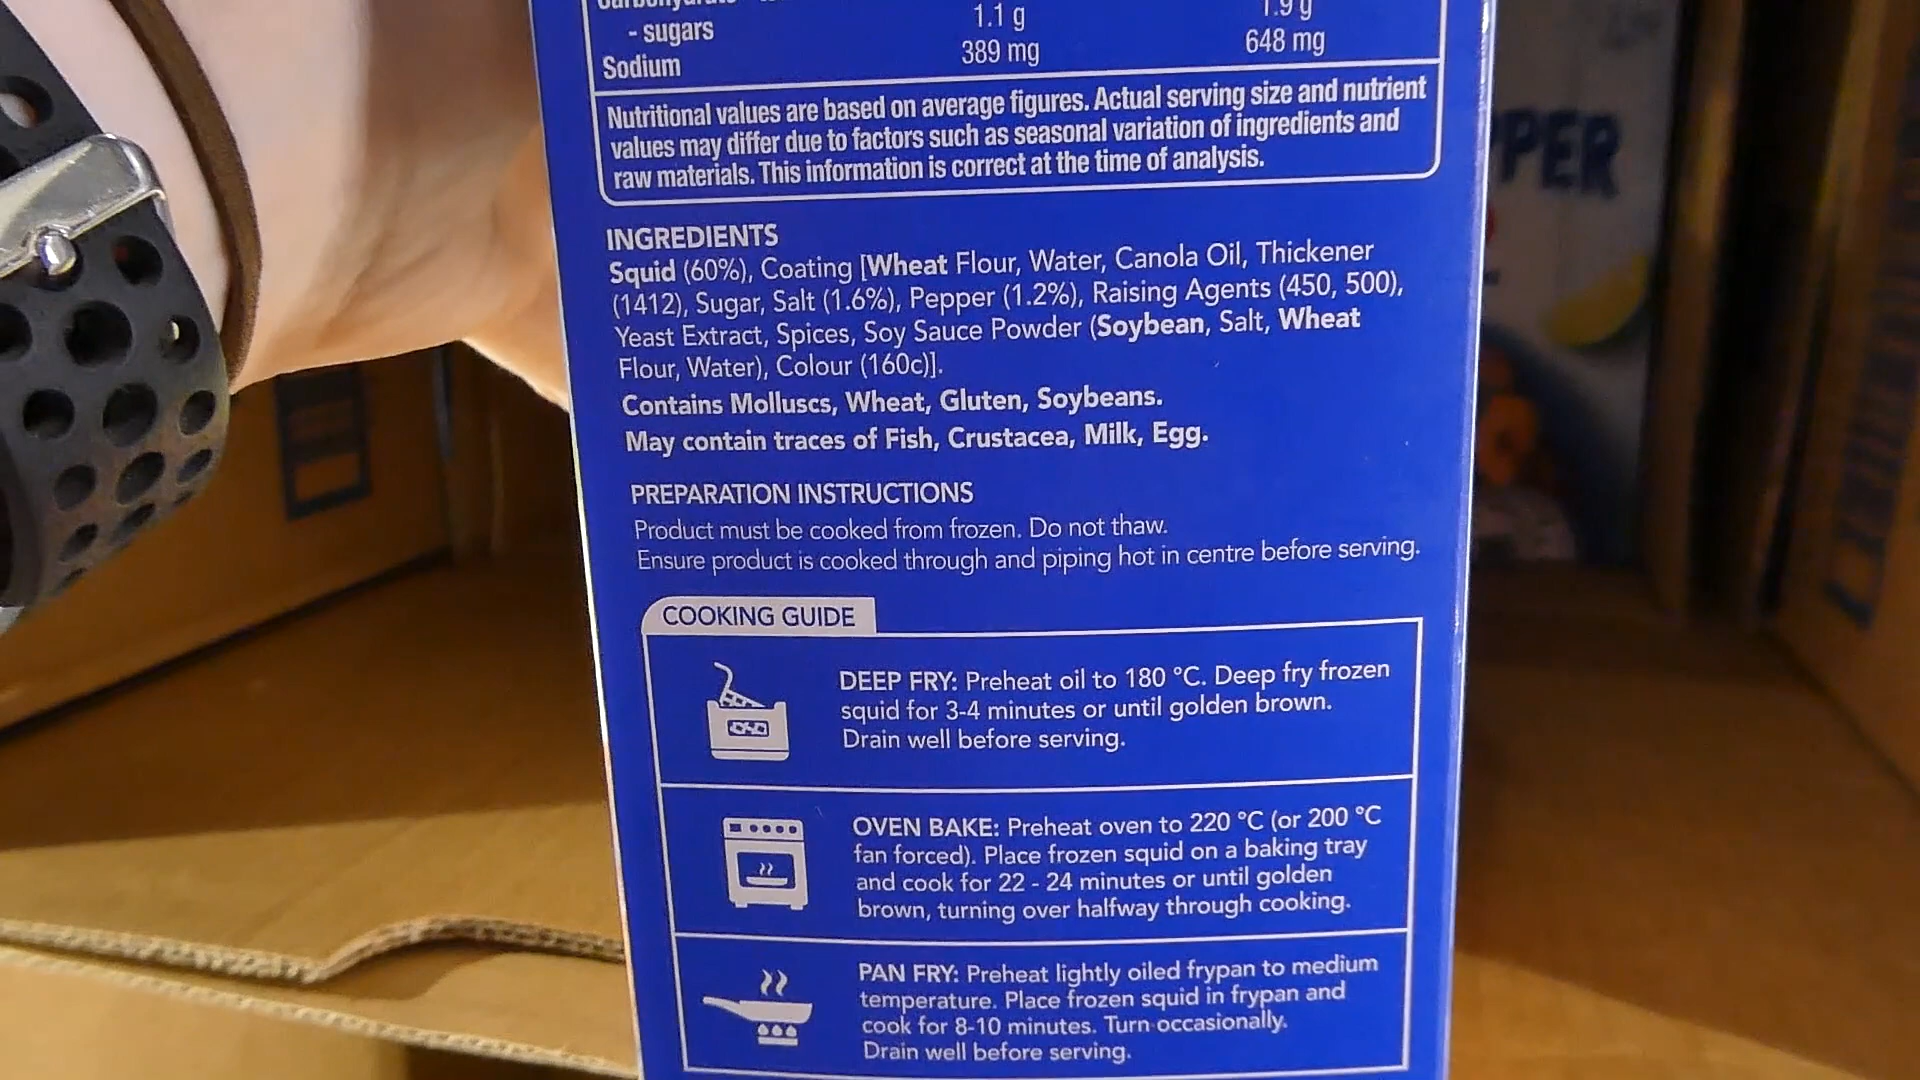 - sugars 1.1 g 1.9 g
Sodium 389 mg 648 mg
Nutritional values are based on average figures. Actual serving size and nutrient
values may differ due to factors such as seasonal variation of ingredients and
raw materials. This information is correct at the time of analysis.
INGREDIENTS
Squid (60%), Coating [Wheat Flour, Water, Canola Oil, Thickener
(1412), Sugar, Salt (1.6%), Pepper (1.2%), Raising Agents (450, 500),
Yeast Extract, Spices, Soy Sauce Powder (Soybean, Salt, Wheat
Flour, Water), Colour (160c)].
Contains Molluscs, Wheat, Gluten, Soybeans.
May contain traces of Fish, Crustacea, Milk, Egg.
PREPARATION INSTRUCTIONS
Product must be cooked from frozen. Do not thaw.
Ensure product is cooked through and piping hot in centre before serving.
COOKING GUIDE
DEEP FRY: Preheat oil to 180 °C. Deep fry frozen
squid for 3-4 minutes or until golden brown.
Drain well before serving.
OVEN BAKE: Preheat oven to 220 °C (or 200 °C
fan forced). Place frozen squid on a baking tray
and cook for 22 - 24 minutes or until golden
brown, turning over halfway through cooking.
PAN FRY: Preheat lightly oiled frypan to medium
temperature. Place frozen squid in frypan and
cook for 8-10 minutes. Turn occasionally.
Drain well before serving.
PPER